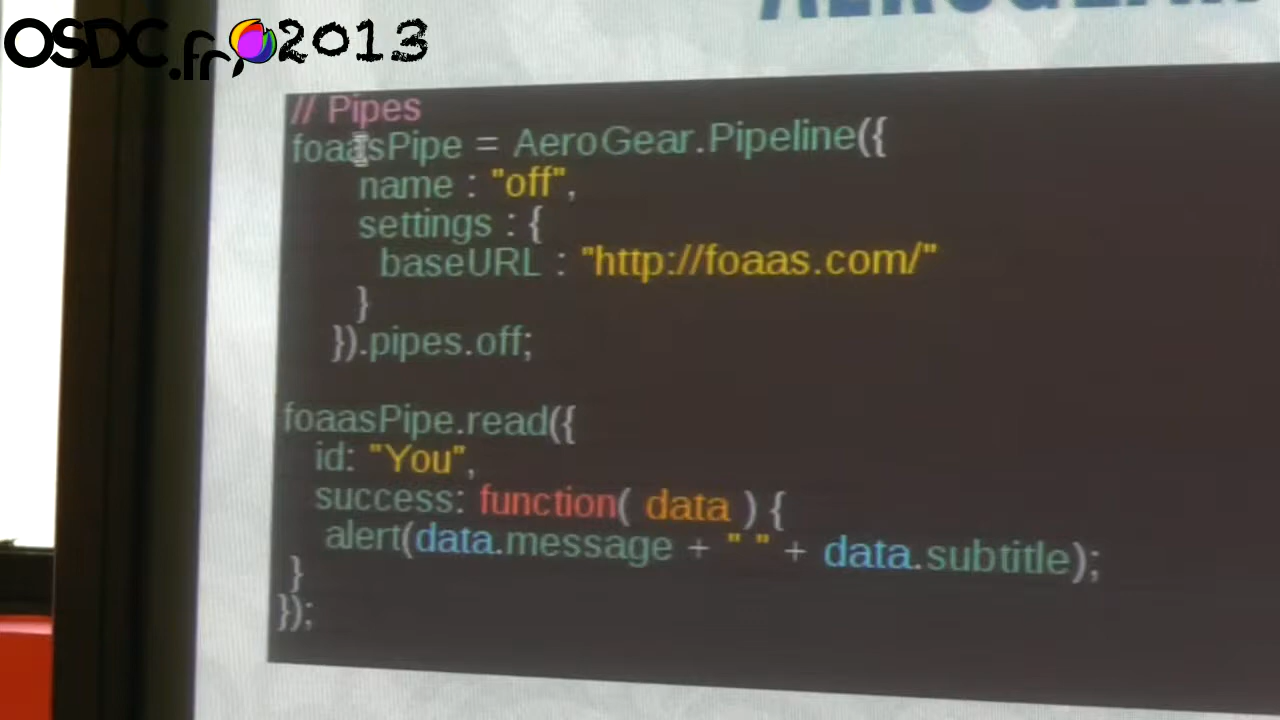 OSDC.fr 2013
AEROGEAR
// Pipes
foaasPipe = AeroGear.Pipeline({
name : "off",
settings : {
baseURL : "http://foaas.com/"
}
}).pipes.off;
foaasPipe.read({
id: "You",
success: function( data ) {
alert(data.message + " " + data.subtitle);
}
});